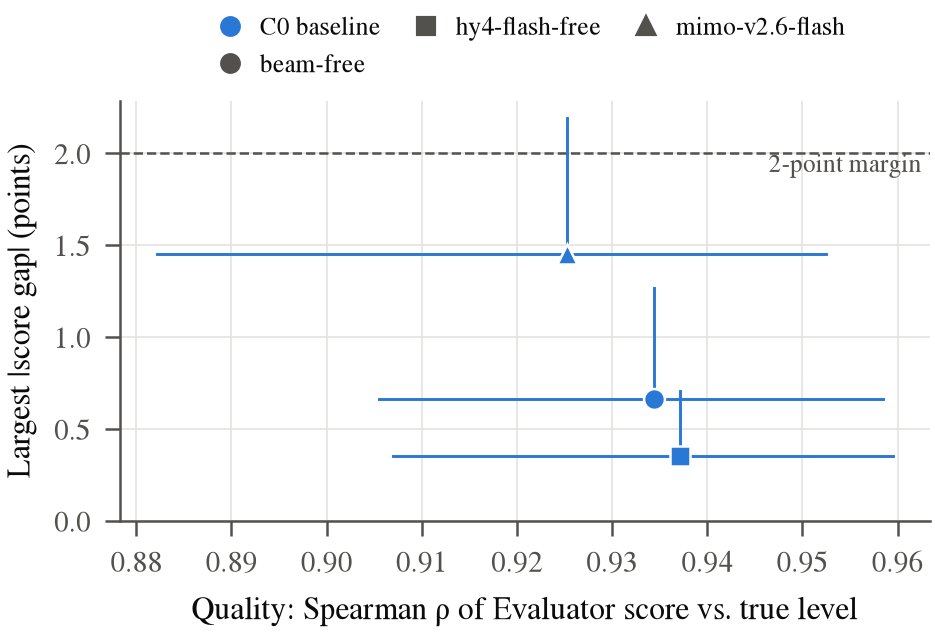 C0 baseline hy4-flash-free mimo-v2.6-flash
beam-free
Largest |score gap| (points)
2.0
1.5
1.0
0.5
0.0
2-point margin
0.88 0.89 0.90 0.91 0.92 0.93 0.94 0.95 0.96
Quality: Spearman ρ of Evaluator score vs. true level